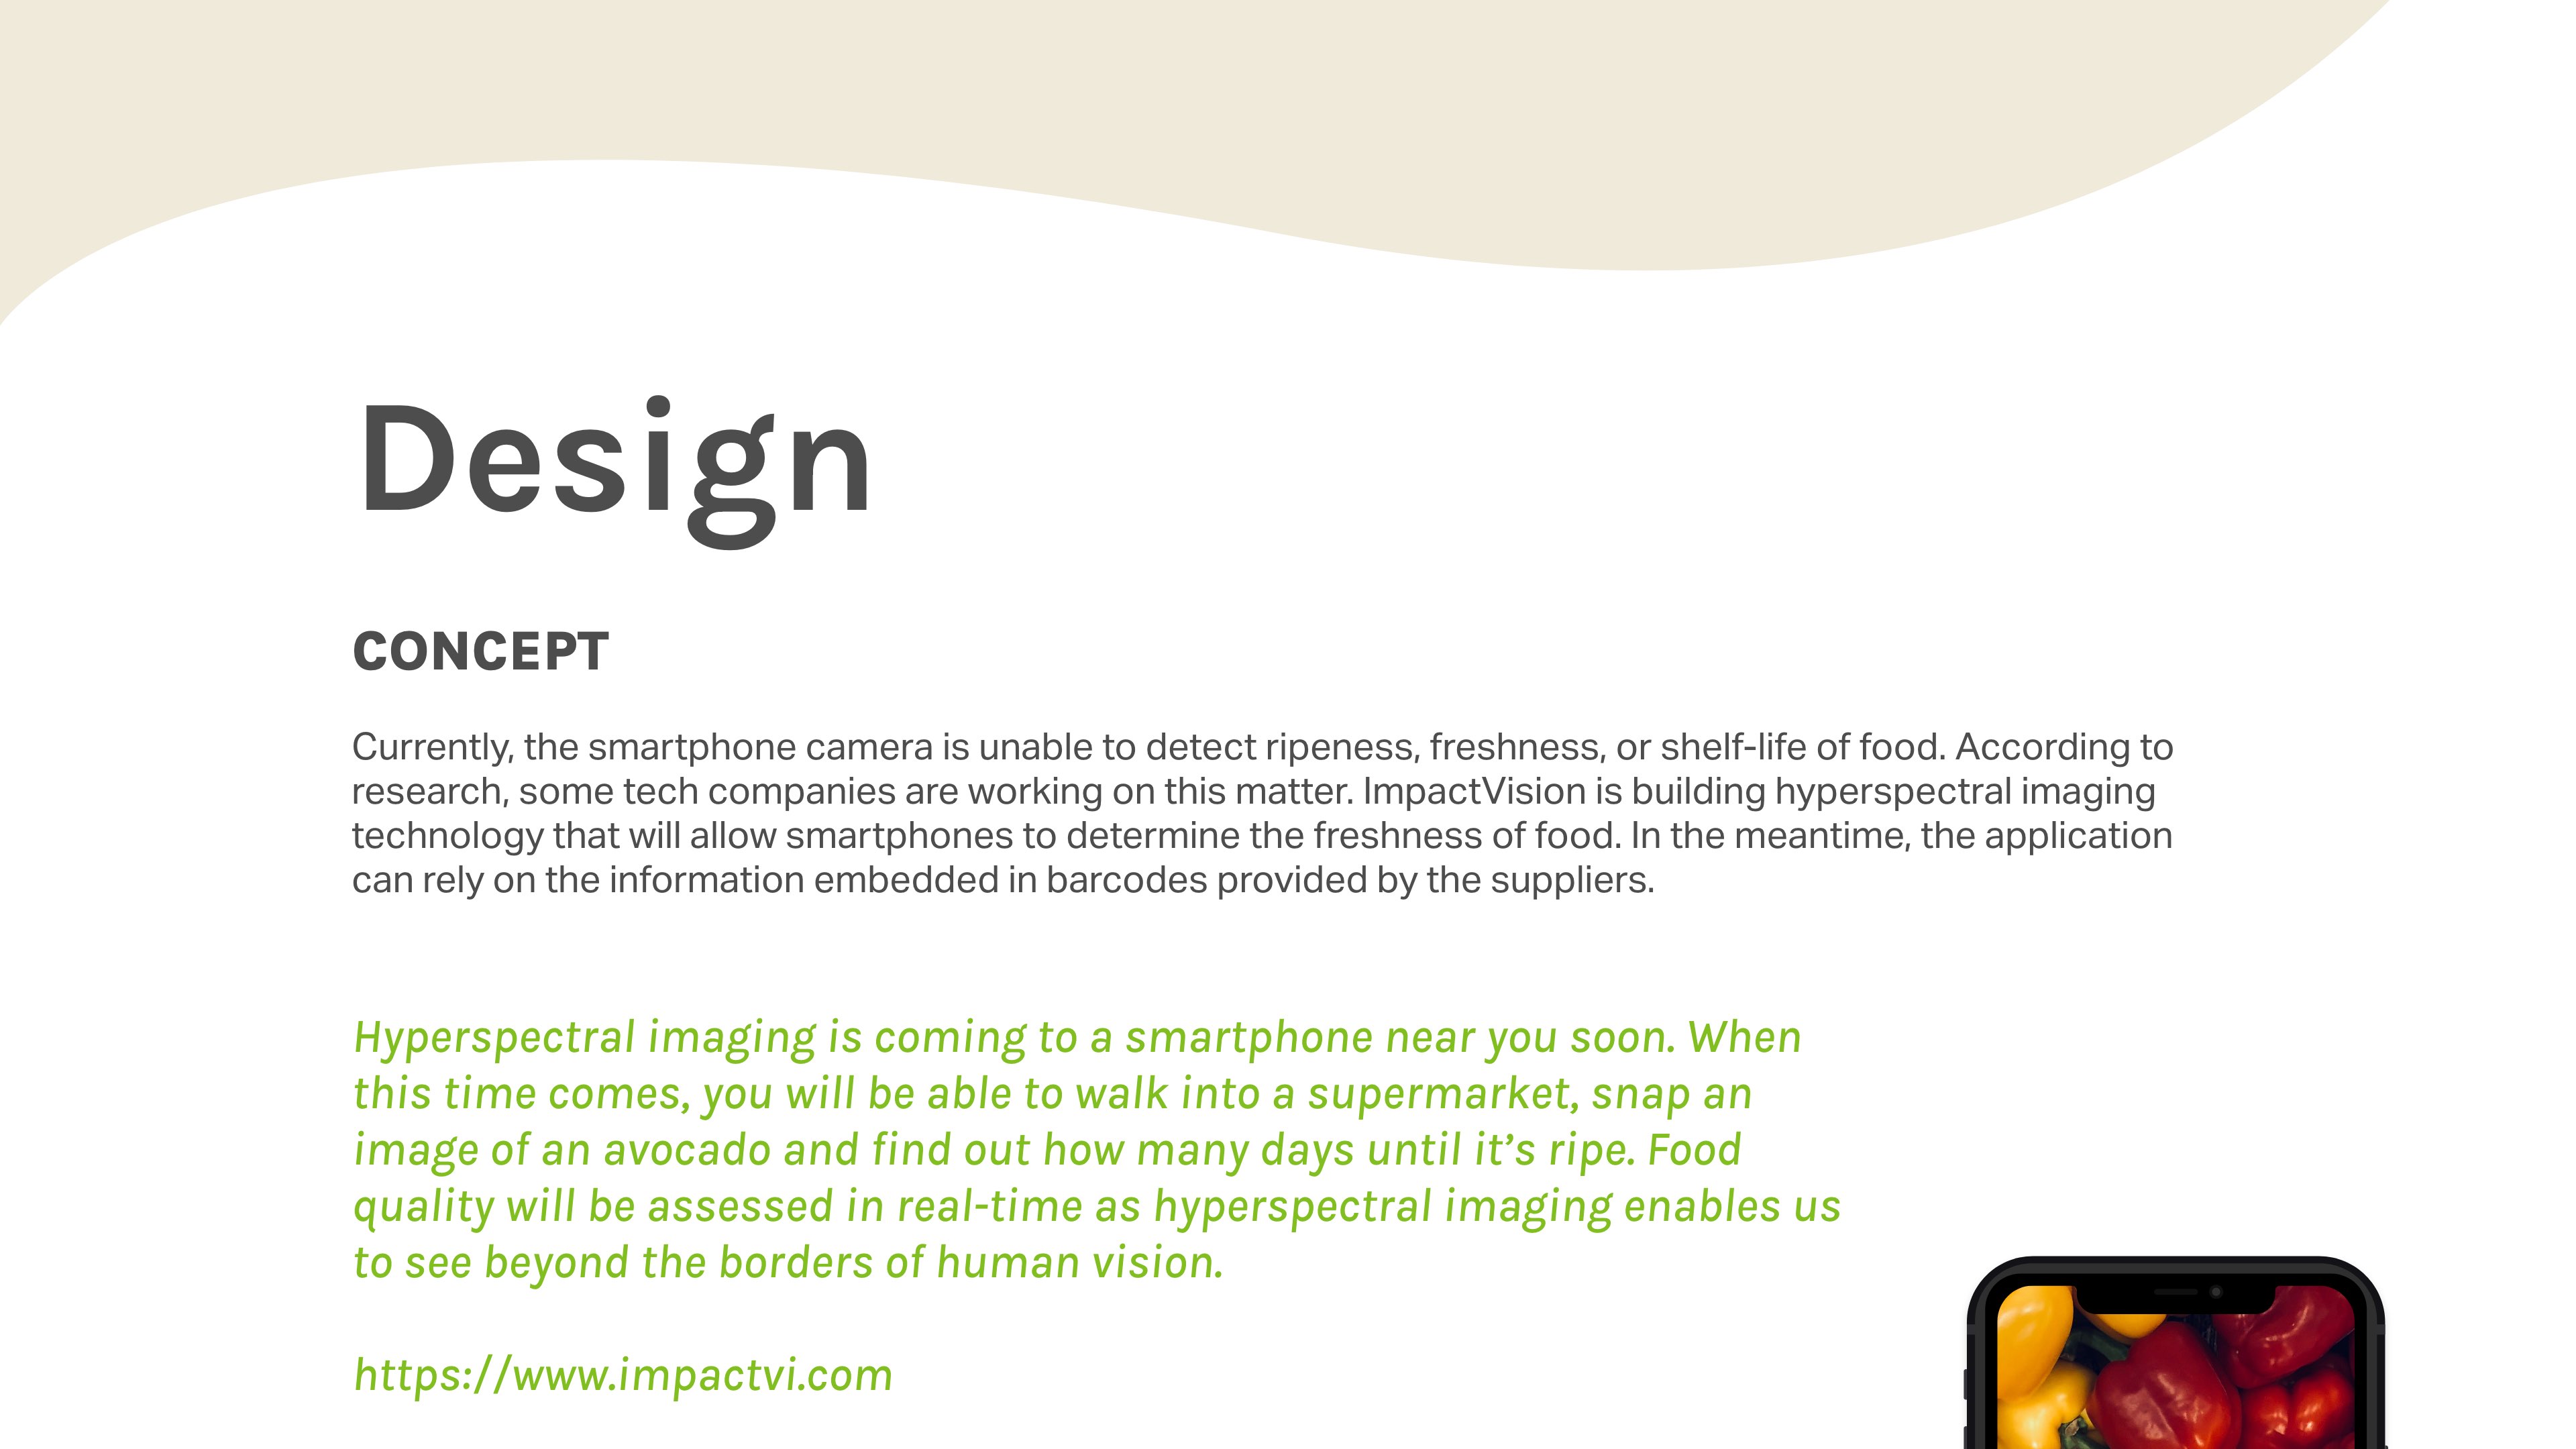 Design
CONCEPT
Currently, the smartphone camera is unable to detect ripeness, freshness, or shelf-life of food. According to
research, some tech companies are working on this matter. ImpactVision is building hyperspectral imaging
technology that will allow smartphones to determine the freshness of food. In the meantime, the application
can rely on the information embedded in barcodes provided by the suppliers.
Hyperspectral imaging is coming to a smartphone near you soon. When
this time comes, you will be able to walk into a supermarket, snap an
image of an avocado and find out how many days until it’s ripe. Food
quality will be assessed in real-time as hyperspectral imaging enables us
to see beyond the borders of human vision.
https://www.impactvi.com